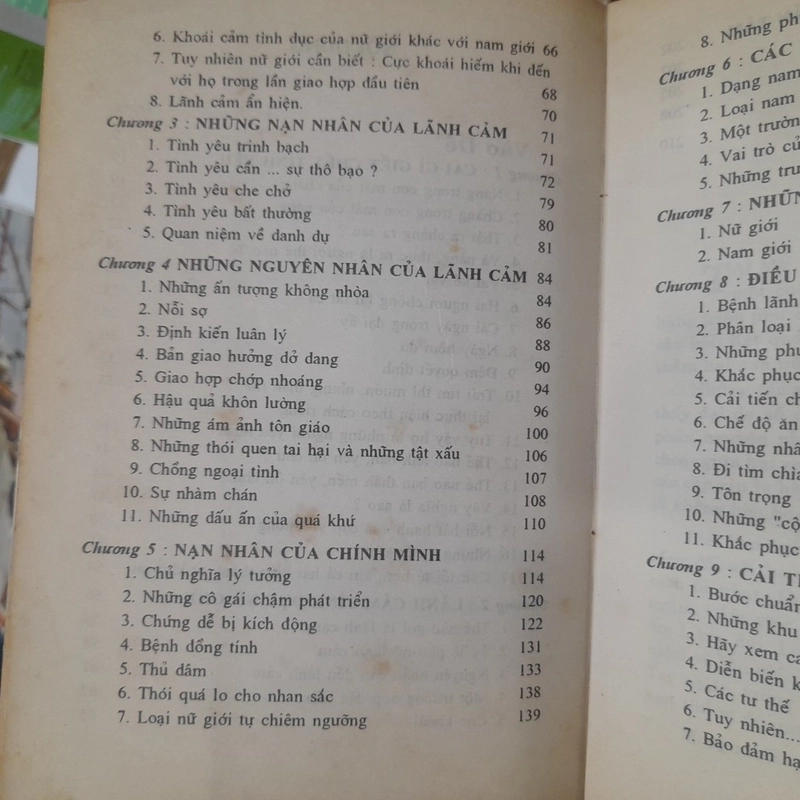 6. Khoái cảm tình dục của nữ giới khác với nam giới 66
7. Tuy nhiên nữ giới cần biết : Cực khoái hiếm khi đến
với họ trong lần giao hợp đầu tiên 68
8. Lãnh cảm ẩn hiện. 70
Chương 3 : NHỮNG NẠN NHÂN CỦA LÃNH CẢM 71
1. Tình yêu trinh bạch 71
2. Tình yêu cần ... sự thô bạo ? 72
3. Tình yêu che chở 79
4. Tình yêu bất thường 80
5. Quan niệm về danh dự 81
Chương 4 NHỮNG NGUYÊN NHÂN CỦA LÃNH CẢM 84
1. Những ấn tượng không nhòa 84
2. Nỗi sợ 86
3. Định kiến luân lý 88
4. Bản giao hưởng dở dang 90
5. Giao hợp chớp nhoáng 94
6. Hậu quả khôn lường 96
7. Những ám ảnh tôn giáo 100
8. Những thói quen tai hại và những tật xấu 106
9. Chồng ngoại tình 107
10. Sự nhàm chán 108
11. Những dấu ấn của quá khứ 110
Chương 5 : NẠN NHÂN CỦA CHÍNH MÌNH 114
1. Chủ nghĩa lý tưởng 114
2. Những cô gái chậm phát triển 120
3. Chứng dễ bị kích động 122
4. Bệnh đồng tính 131
5. Thủ dâm 133
6. Thói quá lo cho nhan sắc 138
7. Loại nữ giới tự chiêm ngưỡng 139
8. Những
Chương 6 : CÁC
1. Dạng nam
2. Loại nam
3. Một trườn
4. Vai trò củ
5. Những trư
Chương 7 : NHỮN
1. Nữ giới
2. Nam giới
Chương 8 : ĐIỀU
1. Bệnh lãnh
2. Phân loại
3. Những
4. Khắc phục
5. Cải tiến
6. Chế độ ăn
7. Những
8. Đi tìm
9. Tôn trọng
10. Những
11. Khắc phục
Chương 9 : CẢI
1. Bước chuẩn
2. Những khu
3. Hãy xem
4. Diễn biến
5. Các tư thế
6. Tuy nhiên...
7. Bảo đảm